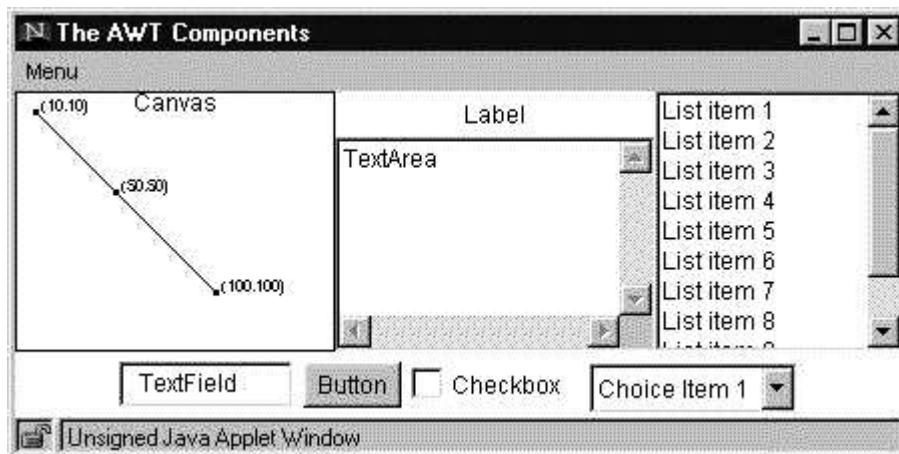 The AWT Components
Menu
Canvas
(10.10)
(50.50)
(100.100)
Label
TextArea
List item 1
List item 2
List item 3
List item 4
List item 5
List item 6
List item 7
List item 8
TextField
Button
Checkbox
Choice Item 1
Unsigned Java Applet Window